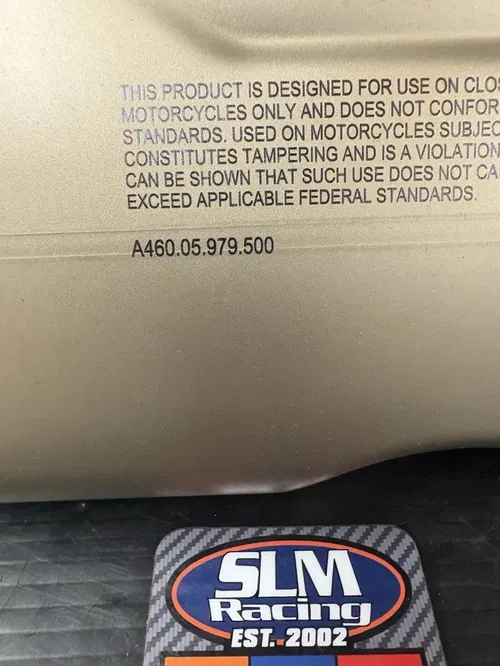 THIS PRODUCT IS DESIGNED FOR USE ON CLOS
MOTORCYCLES ONLY AND DOES NOT CONFOR
STANDARDS. USED ON MOTORCYCLES SUBJEC
CONSTITUTES TAMPERING AND IS A VIOLATION
CAN BE SHOWN THAT SUCH USE DOES NOT CA
EXCEED APPLICABLE FEDERAL STANDARDS.
A460.05.979.500
SLM
Racing
EST. 2002